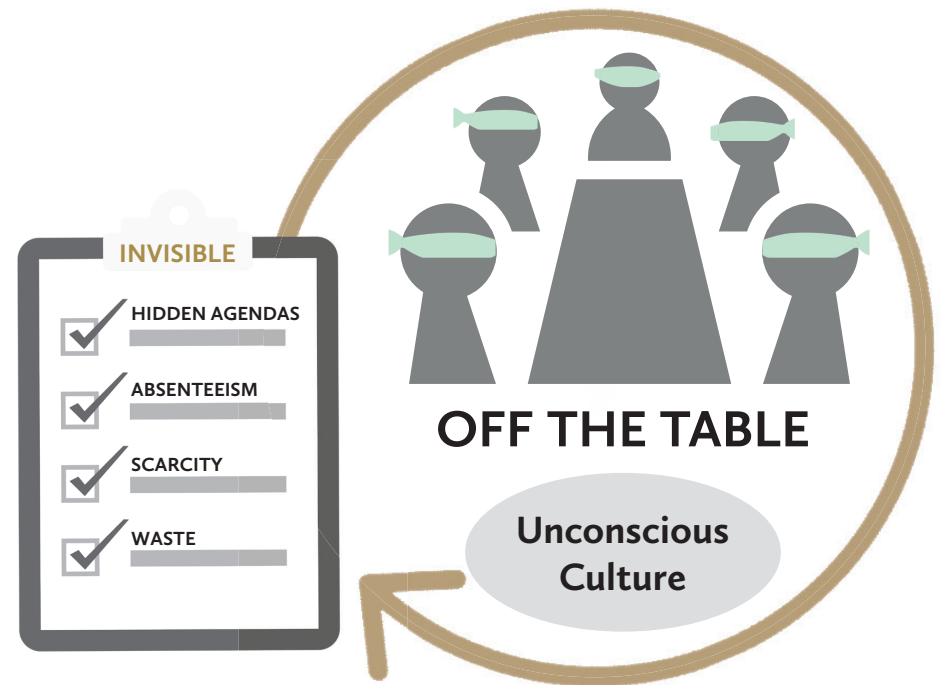 INVISIBLE
HIDDEN AGENDAS
ABSENTEEISM
SCARCITY
WASTE
OFF THE TABLE
Unconscious
Culture